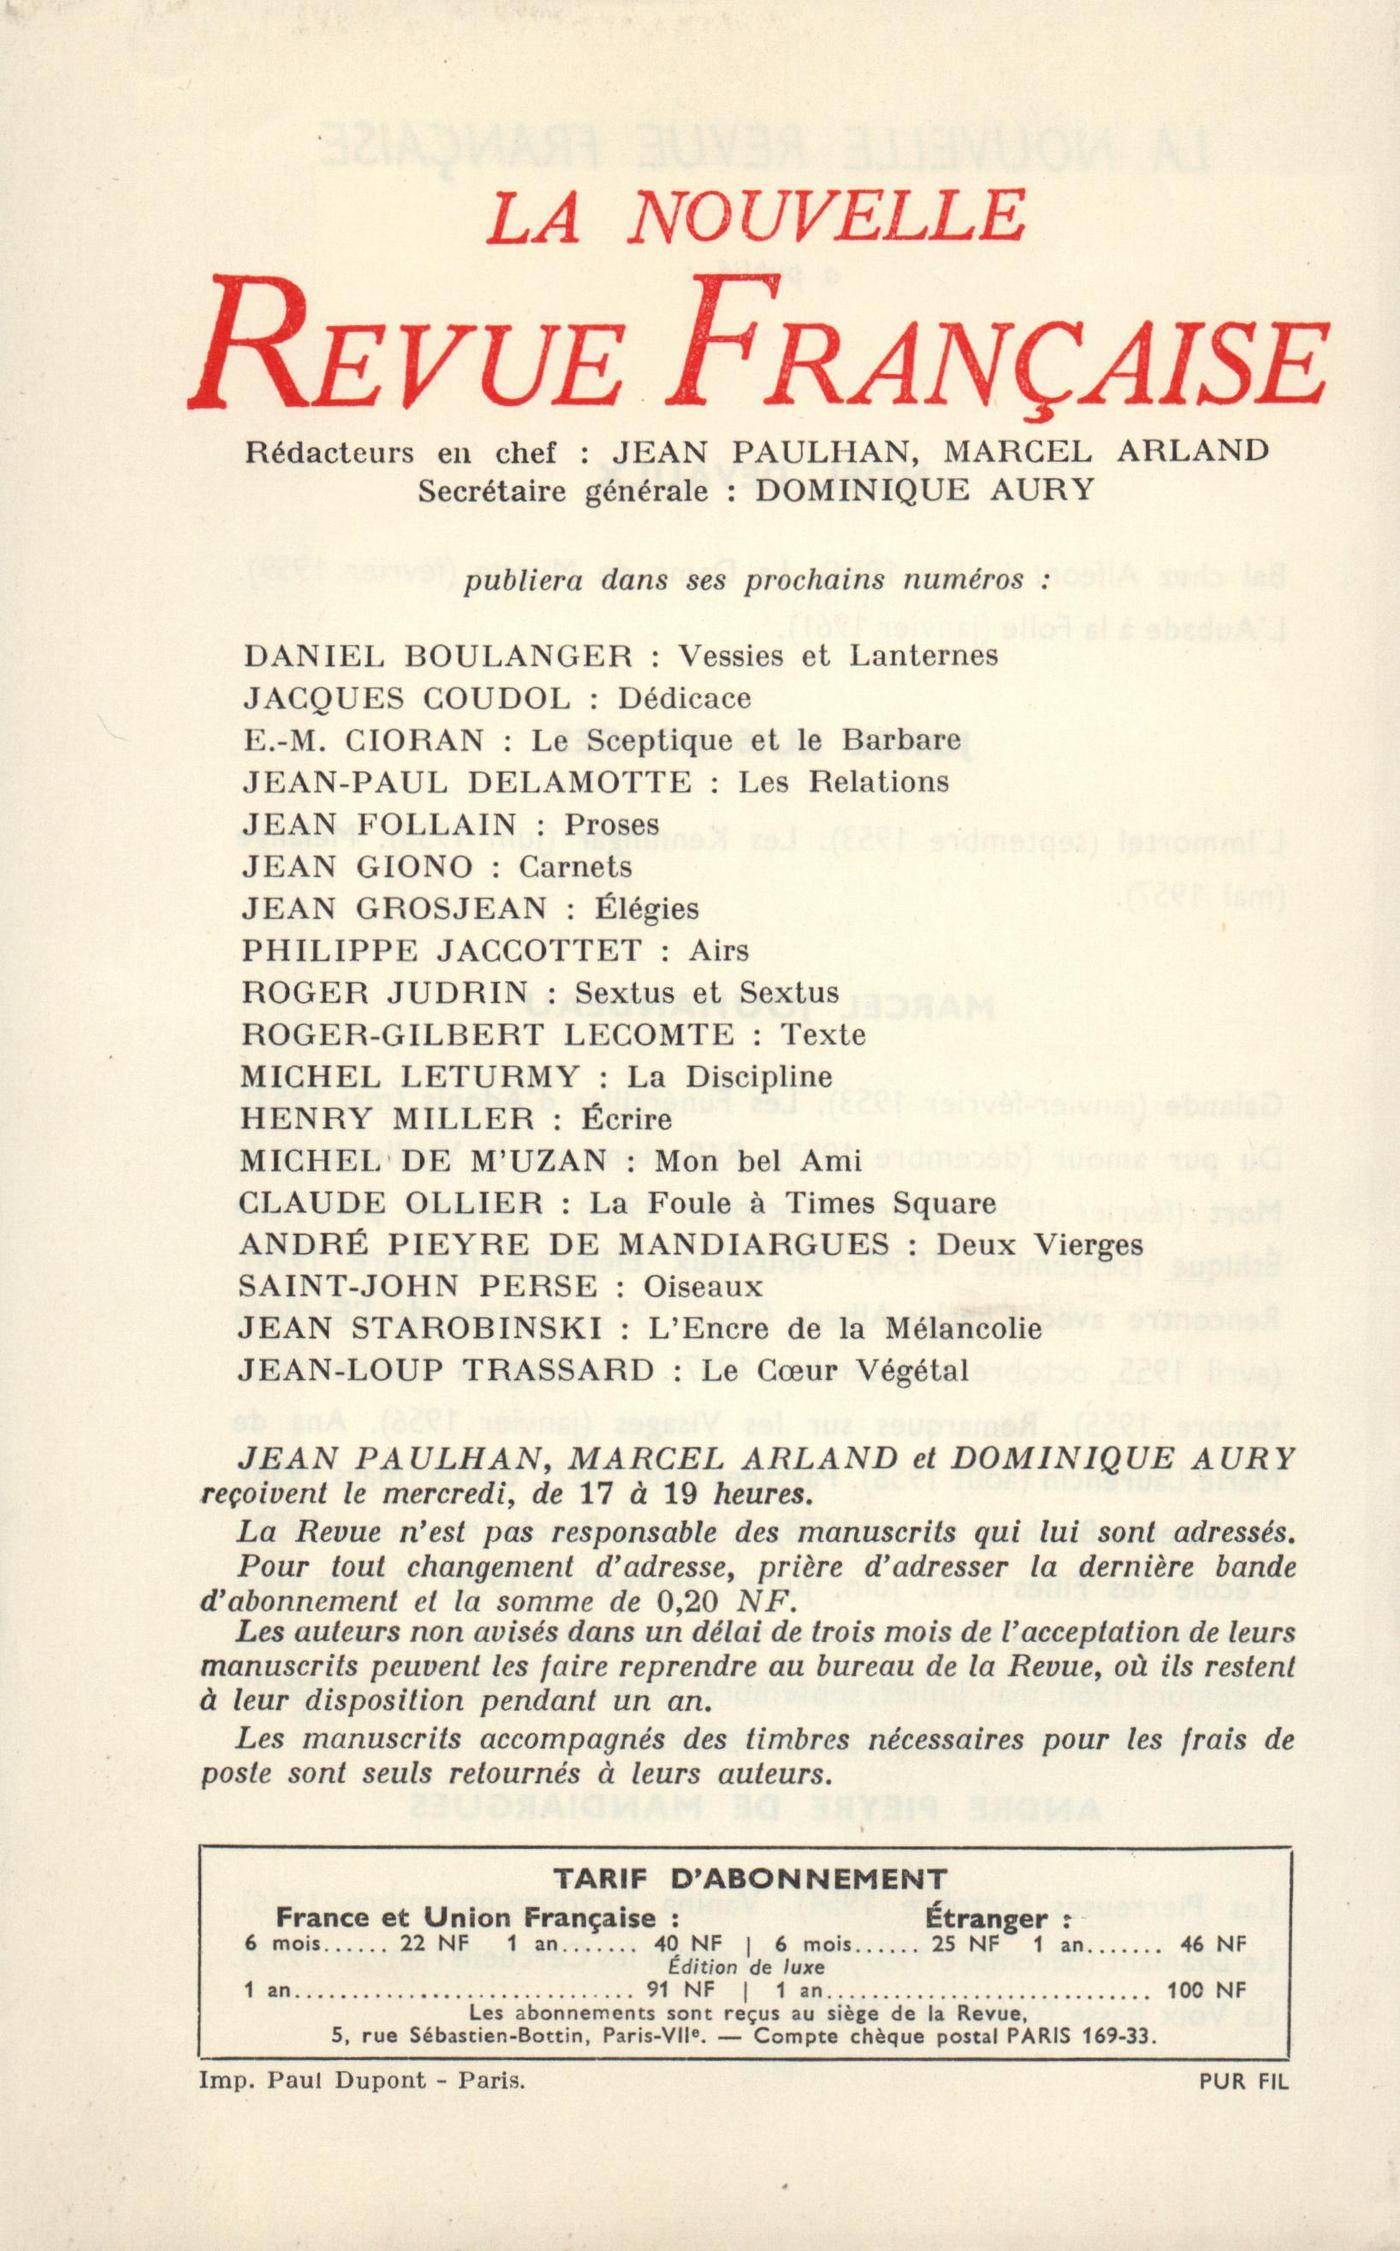 LA NOUVELLE
REVUE FRANÇAISE
Rédacteurs en chef : JEAN PAULHAN, MARCEL ARLAND
Secrétaire générale : DOMINIQUE AURY
publiera dans ses prochains numéros :
DANIEL BOULANGER : Vessies et Lanternes
JACQUES COUDOL : Dédicace
E.-M. CIORAN : Le Sceptique et le Barbare
JEAN-PAUL DELAMOTTE : Les Relations
JEAN FOLLAIN : Proses
JEAN GIONO : Carnets
JEAN GROSJEAN : Élégies
PHILIPPE JACCOTTET : Airs
ROGER JUDRIN : Sextus et Sextus
ROGER-GILBERT LECOMTE : Texte
MICHEL LETURMY : La Discipline
HENRY MILLER : Écrire
MICHEL DE M'UZAN : Mon bel Ami
CLAUDE OLLIER : La Foule à Times Square
ANDRÉ PIEYRE DE MANDIARGUES : Deux Vierges
SAINT-JOHN PERSE : Oiseaux
JEAN STAROBINSKI : L'Encre de la Mélancolie
JEAN-LOUP TRASSARD : Le Cœur Végétal
JEAN PAULHAN, MARCEL ARLAND et DOMINIQUE AURY
reçoivent le mercredi, de 17 à 19 heures.
La Revue n'est pas responsable des manuscrits qui lui sont adressés.
Pour tout changement d'adresse, prière d'adresser la dernière bande
d'abonnement et la somme de 0,20 NF.
Les auteurs non avisés dans un délai de trois mois de l'acceptation de leurs
manuscrits peuvent les faire reprendre au bureau de la Revue, où ils restent
à leur disposition pendant un an.
Les manuscrits accompagnés des timbres nécessaires pour les frais de
poste sont seuls retournés à leurs auteurs.
TARIF D'ABONNEMENT
France et Union Française : Étranger :
6 mois...... 22 NF 1 an....... 40 NF | 6 mois...... 25 NF 1 an....... 46 NF
Édition de luxe
1 an.............................. 91 NF | 1 an............................. 100 NF
Les abonnements sont reçus au siège de la Revue,
5, rue Sébastien-Bottin, Paris-VIIe. — Compte chèque postal PARIS 169-33.
Imp. Paul Dupont - Paris. PUR FIL